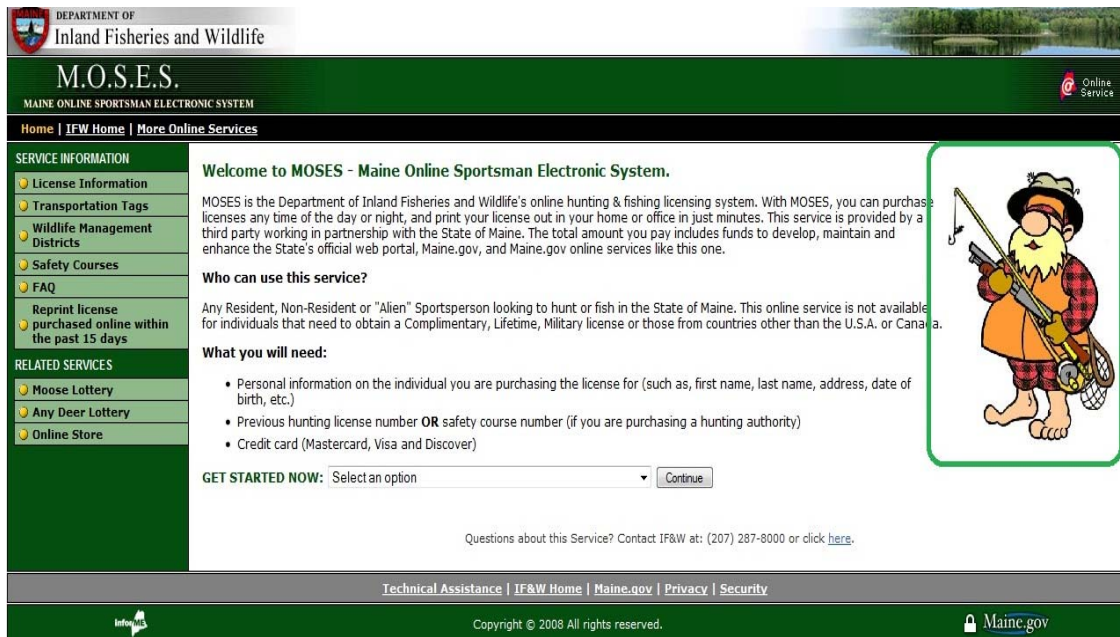 MAINE
DEPARTMENT OF
Inland Fisheries and Wildlife
M.O.S.E.S.
MAINE ONLINE SPORTSMAN ELECTRONIC SYSTEM
Online
Service
Home | IFW Home | More Online Services
SERVICE INFORMATION
License Information
Transportation Tags
Wildlife Management
Districts
Safety Courses
FAQ
Reprint license
purchased online within
the past 15 days
RELATED SERVICES
Moose Lottery
Any Deer Lottery
Online Store
Welcome to MOSES - Maine Online Sportsman Electronic System.
MOSES is the Department of Inland Fisheries and Wildlife's online hunting & fishing licensing system. With MOSES, you can purchase
licenses any time of the day or night, and print your license out in your home or office in just minutes. This service is provided by a
third party working in partnership with the State of Maine. The total amount you pay includes funds to develop, maintain and
enhance the State's official web portal, Maine.gov, and Maine.gov online services like this one.
Who can use this service?
Any Resident, Non-Resident or "Alien" Sportsperson looking to hunt or fish in the State of Maine. This online service is not available
for individuals that need to obtain a Complimentary, Lifetime, Military license or those from countries other than the U.S.A. or Canada.
What you will need:
• Personal information on the individual you are purchasing the license for (such as, first name, last name, address, date of
birth, etc.)
• Previous hunting license number OR safety course number (if you are purchasing a hunting authority)
• Credit card (Mastercard, Visa and Discover)
GET STARTED NOW: Select an option Continue
Questions about this Service? Contact IF&W at: (207) 287-8000 or click here.
Technical Assistance | IF&W Home | Maine.gov | Privacy | Security
InforME
Copyright © 2008 All rights reserved.
Maine.gov